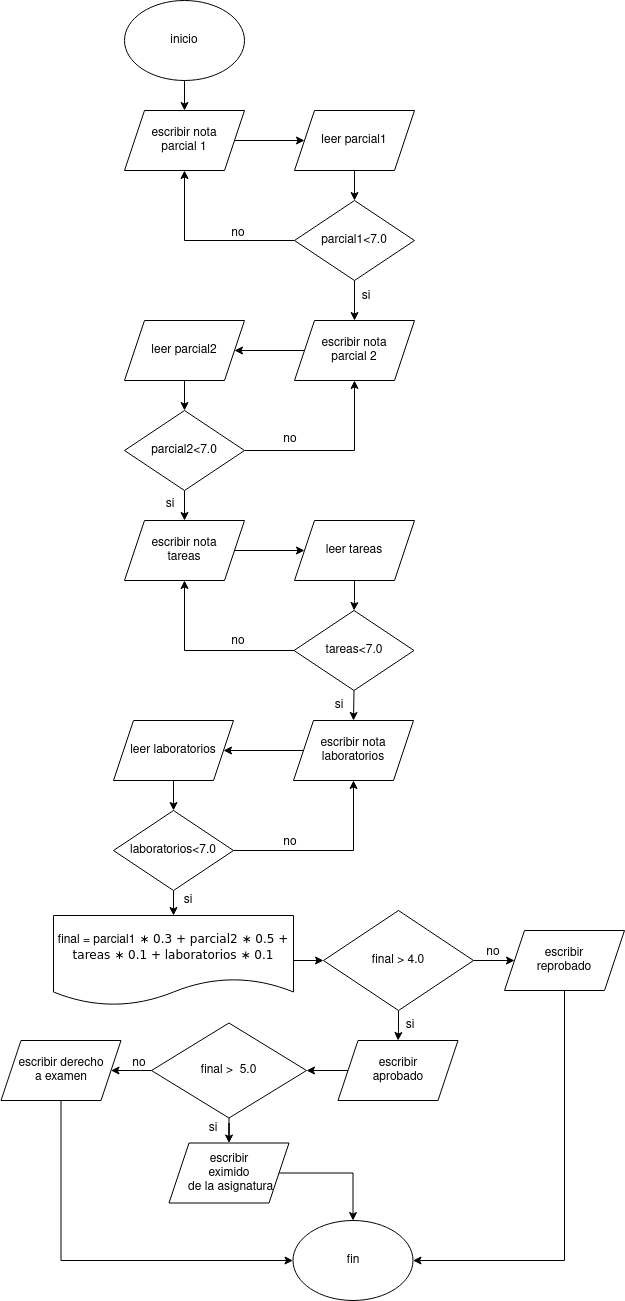 inicio
escribir nota
parcial 1
leer parcial1
parcial1<7.0
no
si
escribir nota
parcial 2
leer parcial2
parcial2<7.0
no
si
escribir nota
tareas
leer tareas
tareas<7.0
no
si
escribir nota
laboratorios
leer laboratorios
laboratorios<7.0
no
si
final = parcial1 ∗ 0.3 + parcial2 ∗ 0.5 +
tareas ∗ 0.1 + laboratorios ∗ 0.1
final > 4.0
no
escribir
reprobado
si
escribir
aprobado
final > 5.0
no
escribir derecho
a examen
si
escribir
eximido
de la asignatura
fin